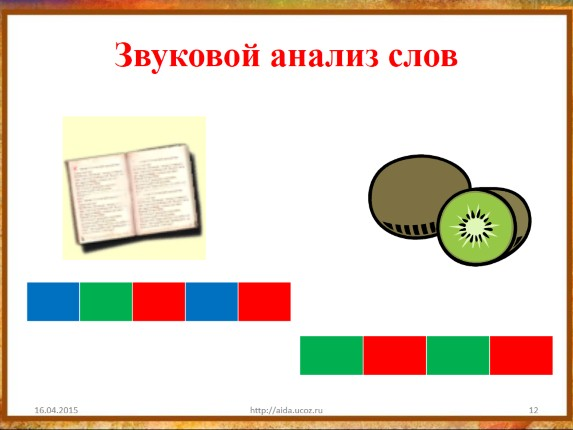 Звуковой анализ слов
16.04.2015
http://aida.ucoz.ru
12